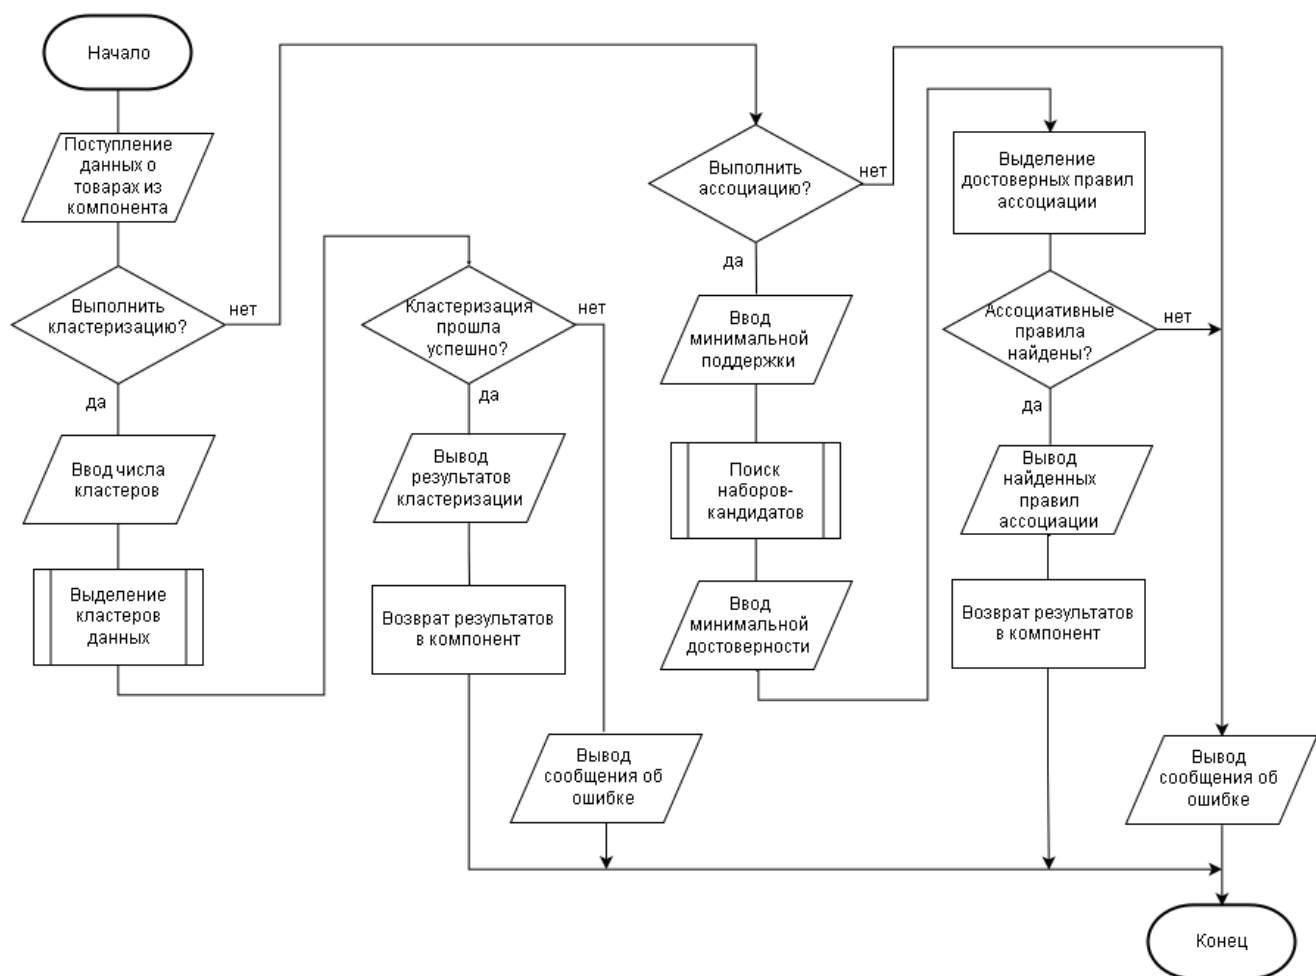 Начало
Поступление
данных о
товарах из
компонента
Выполнить
кластеризацию?
нет
да
Ввод числа
кластеров
Выделение
кластеров
данных
Кластеризация
прошла
успешно?
нет
да
Вывод
результатов
кластеризации
Возврат результатов
в компонент
Вывод
сообщения об
ошибке
Выполнить
ассоциацию?
нет
да
Ввод
минимальной
поддержки
Поиск
наборов-
кандидатов
Ввод
минимальной
достоверности
Выделение
достоверных правил
ассоциации
Ассоциативные
правила
найдены?
нет
да
Вывод
найденных
правил
ассоциации
Возврат результатов
в компонент
Вывод
сообщения об
ошибке
Конец